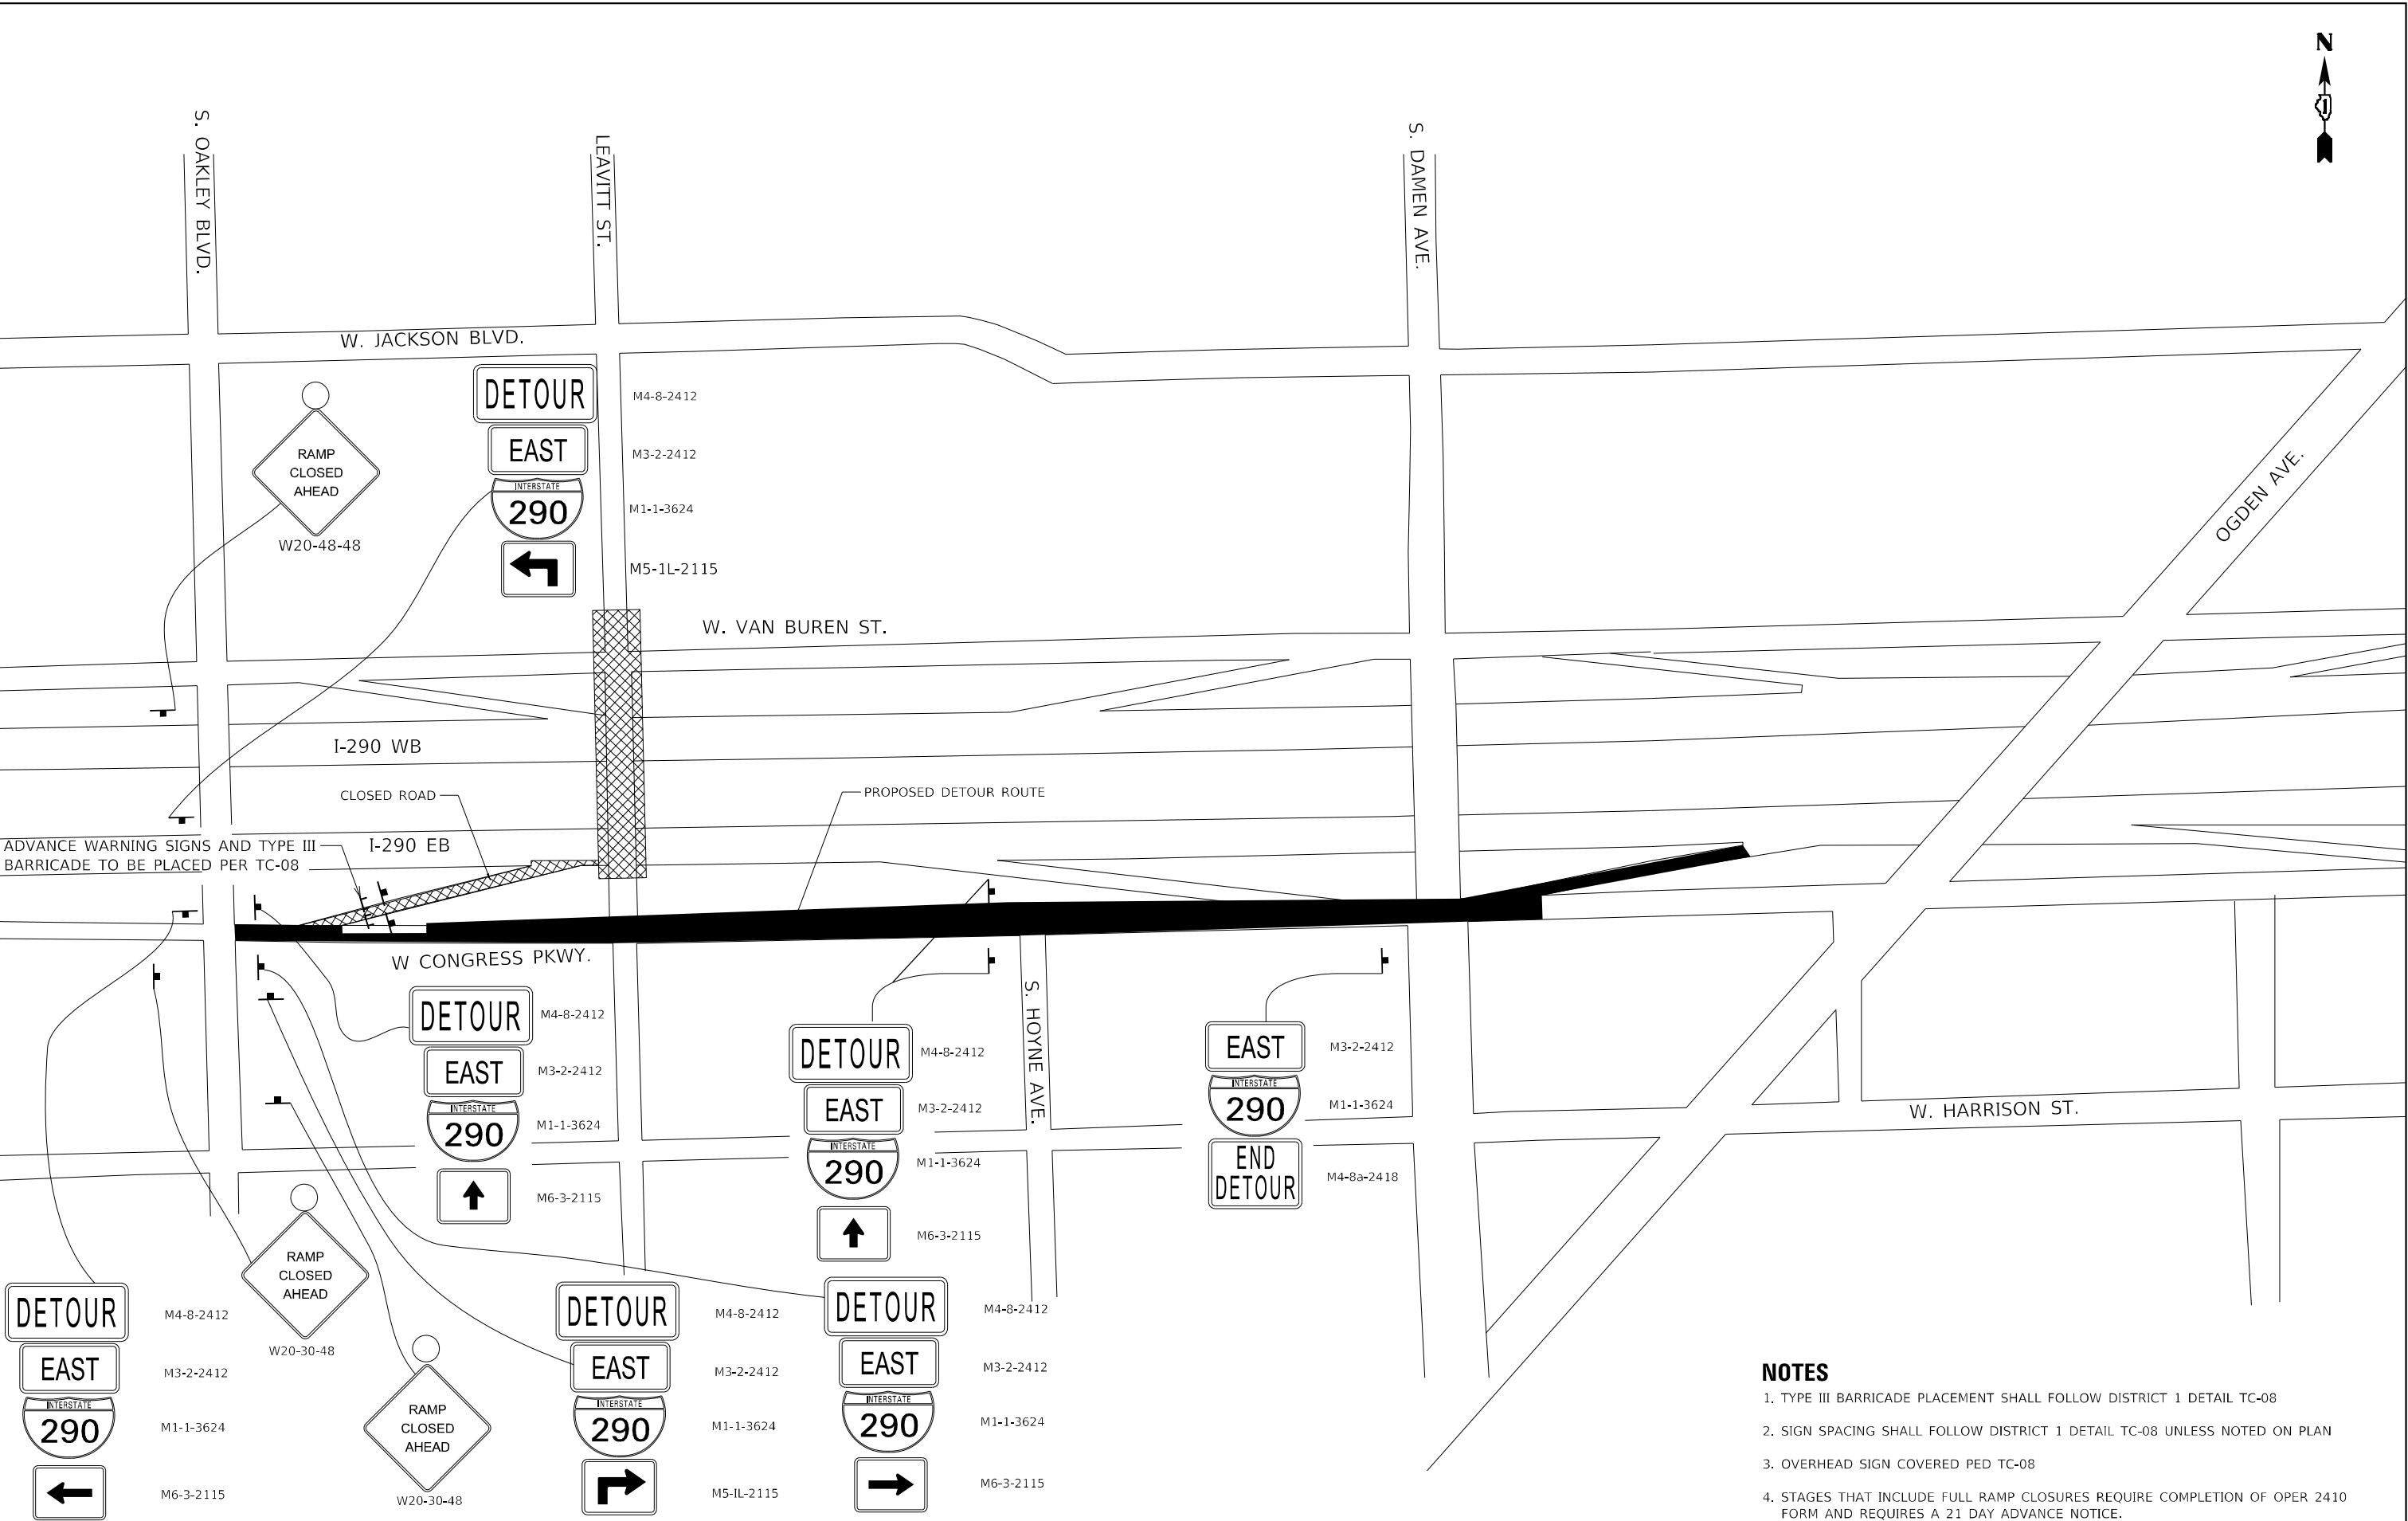 N
S. OAKLEY BLVD.
LEAVITT ST.
S. DAMEN AVE.
W. JACKSON BLVD.
OGDEN AVE.
RAMP
CLOSED
AHEAD
W20-48-48
DETOUR
M4-8-2412
EAST
M3-2-2412
INTERSTATE
290
M1-1-3624
M5-1L-2115
W. VAN BUREN ST.
I-290 WB
CLOSED ROAD
PROPOSED DETOUR ROUTE
ADVANCE WARNING SIGNS AND TYPE III
BARRICADE TO BE PLACED PER TC-08
I-290 EB
W CONGRESS PKWY.
S. HOYNE AVE.
W. HARRISON ST.
DETOUR
M4-8-2412
EAST
M3-2-2412
INTERSTATE
290
M1-1-3624
M6-3-2115
DETOUR
M4-8-2412
EAST
M3-2-2412
INTERSTATE
290
M1-1-3624
M6-3-2115
EAST
M3-2-2412
INTERSTATE
290
M1-1-3624
END
DETOUR
M4-8a-2418
DETOUR
M4-8-2412
EAST
M3-2-2412
INTERSTATE
290
M1-1-3624
M6-3-2115
RAMP
CLOSED
AHEAD
W20-30-48
RAMP
CLOSED
AHEAD
W20-30-48
DETOUR
M4-8-2412
EAST
M3-2-2412
INTERSTATE
290
M1-1-3624
M5-IL-2115
DETOUR
M4-8-2412
EAST
M3-2-2412
INTERSTATE
290
M1-1-3624
M6-3-2115
NOTES
1. TYPE III BARRICADE PLACEMENT SHALL FOLLOW DISTRICT 1 DETAIL TC-08
2. SIGN SPACING SHALL FOLLOW DISTRICT 1 DETAIL TC-08 UNLESS NOTED ON PLAN
3. OVERHEAD SIGN COVERED PED TC-08
4. STAGES THAT INCLUDE FULL RAMP CLOSURES REQUIRE COMPLETION OF OPER 2410
FORM AND REQUIRES A 21 DAY ADVANCE NOTICE.